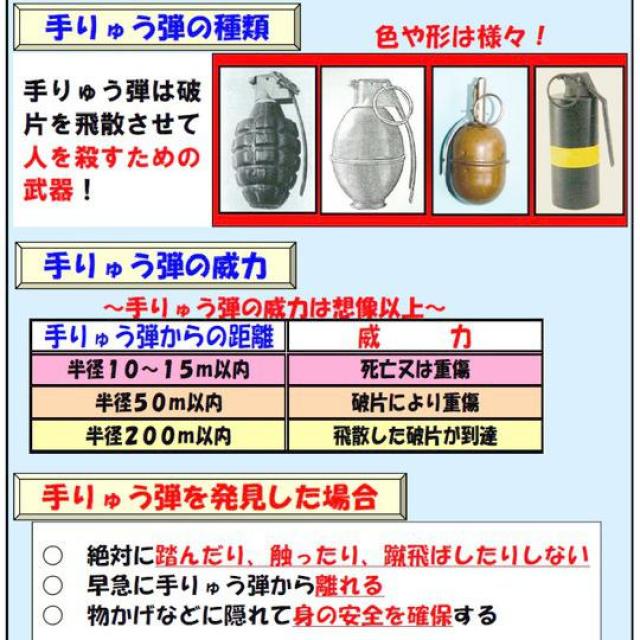 手りゅう弾の種類
色や形は様々！
手りゅう弾は破
片を飛散させて
人を殺すための
武器！
手りゅう弾の威力
～手りゅう弾の威力は想像以上～
手りゅう弾からの距離 威 力
半径１０～１５ｍ以内 死亡又は重傷
半径５０ｍ以内 破片により重傷
半径２００ｍ以内 飛散した破片が到達
手りゅう弾を発見した場合
○ 絶対に踏んだり、触ったり、蹴飛ばしたりしない
○ 早急に手りゅう弾から離れる
○ 物かげなどに隠れて身の安全を確保する